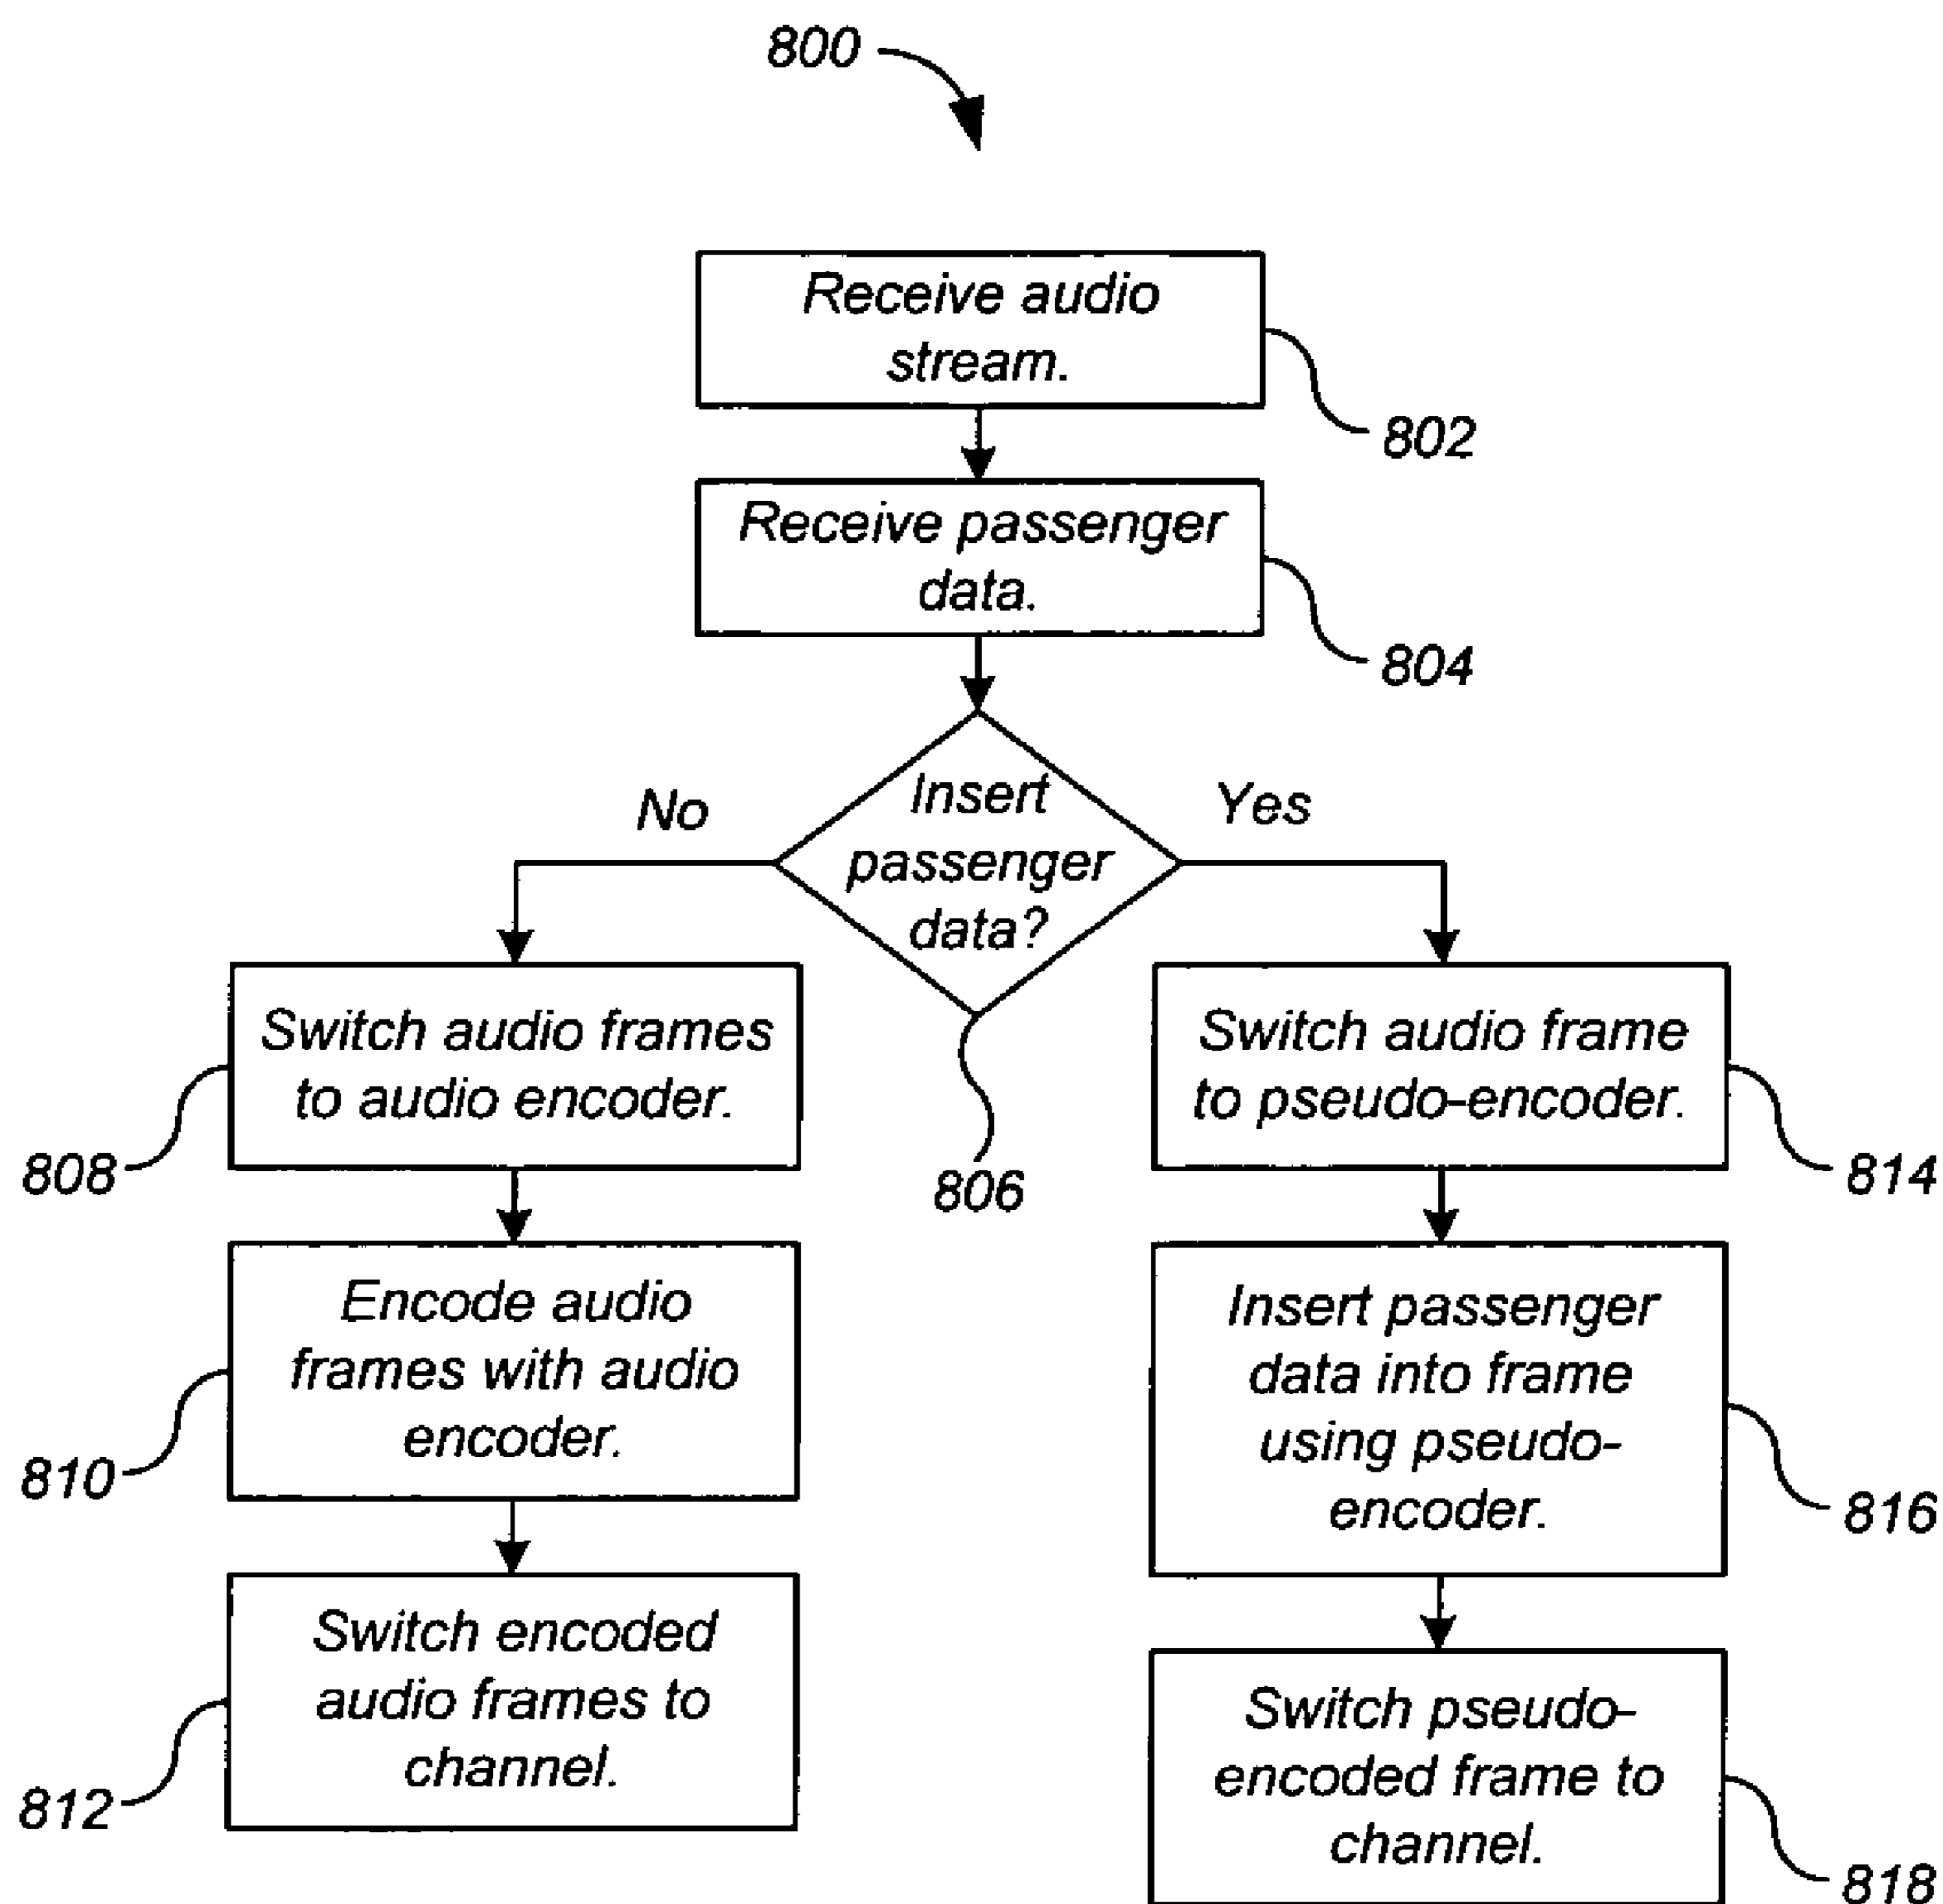 800
Receive audio
stream.
802
Receive passenger
data.
804
Insert
passenger
data?
No
Yes
806
Switch audio frames
to audio encoder.
808
Encode audio
frames with audio
encoder.
810
Switch encoded
audio frames to
channel.
812
Switch audio frame
to pseudo-encoder.
814
Insert passenger
data into frame
using pseudo-
encoder.
816
Switch pseudo-
encoded frame to
channel.
818